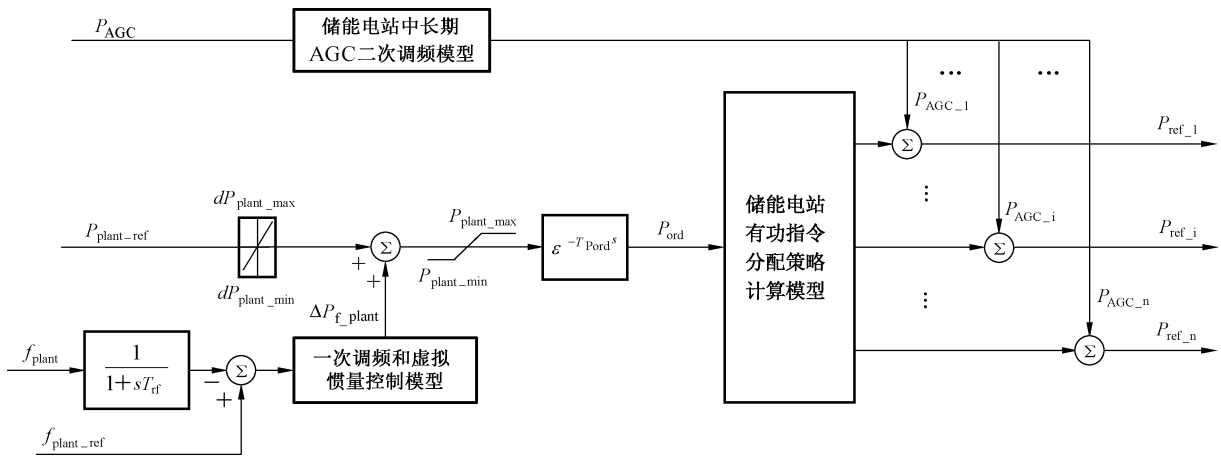 P_AGC
储能电站中长期
AGC二次调频模型
… …
P_AGC_1
P_ref_1
Σ
dP_plant_max
P_plant_ref
dP_plant_min
Σ
+
+
P_plant_max
P_plant_min
ε^{-T_{Pord}s}
P_ord
储能电站
有功指令
分配策略
计算模型
⋮
P_AGC_i
P_ref_i
Σ
⋮
P_AGC_n
P_ref_n
Σ
ΔP_f_plant
f_plant
1
1+sT_rf
−
+
Σ
一次调频和虚拟
惯量控制模型
f_plant_ref